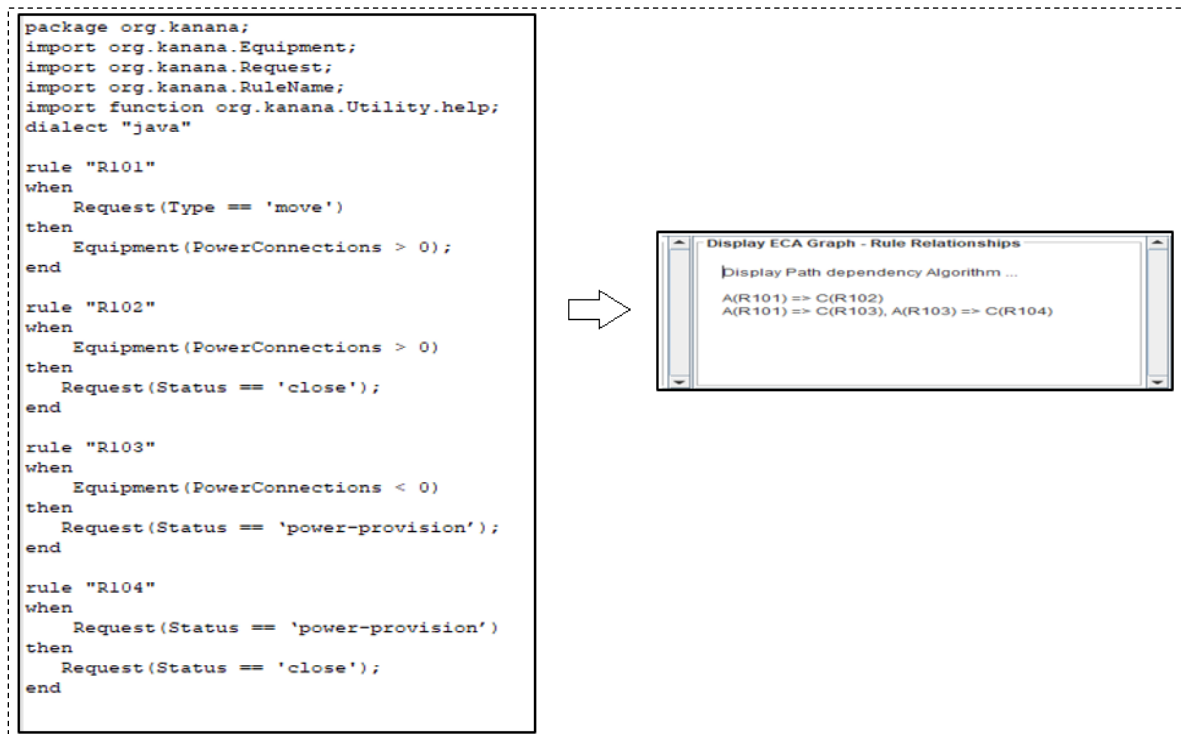 package org.kanana;
import org.kanana.Equipment;
import org.kanana.Request;
import org.kanana.RuleName;
import function org.kanana.Utility.help;
dialect "java"
rule "R101"
when
Request(Type == 'move')
then
Equipment(PowerConnections > 0);
end
rule "R102"
when
Equipment(PowerConnections > 0)
then
Request(Status == 'close');
end
rule "R103"
when
Equipment(PowerConnections < 0)
then
Request(Status == ‘power-provision’);
end
rule "R104"
when
Request(Status == ‘power-provision’)
then
Request(Status == 'close');
end
Display ECA Graph - Rule Relationships
Display Path dependency Algorithm ...
A(R101) => C(R102)
A(R101) => C(R103), A(R103) => C(R104)